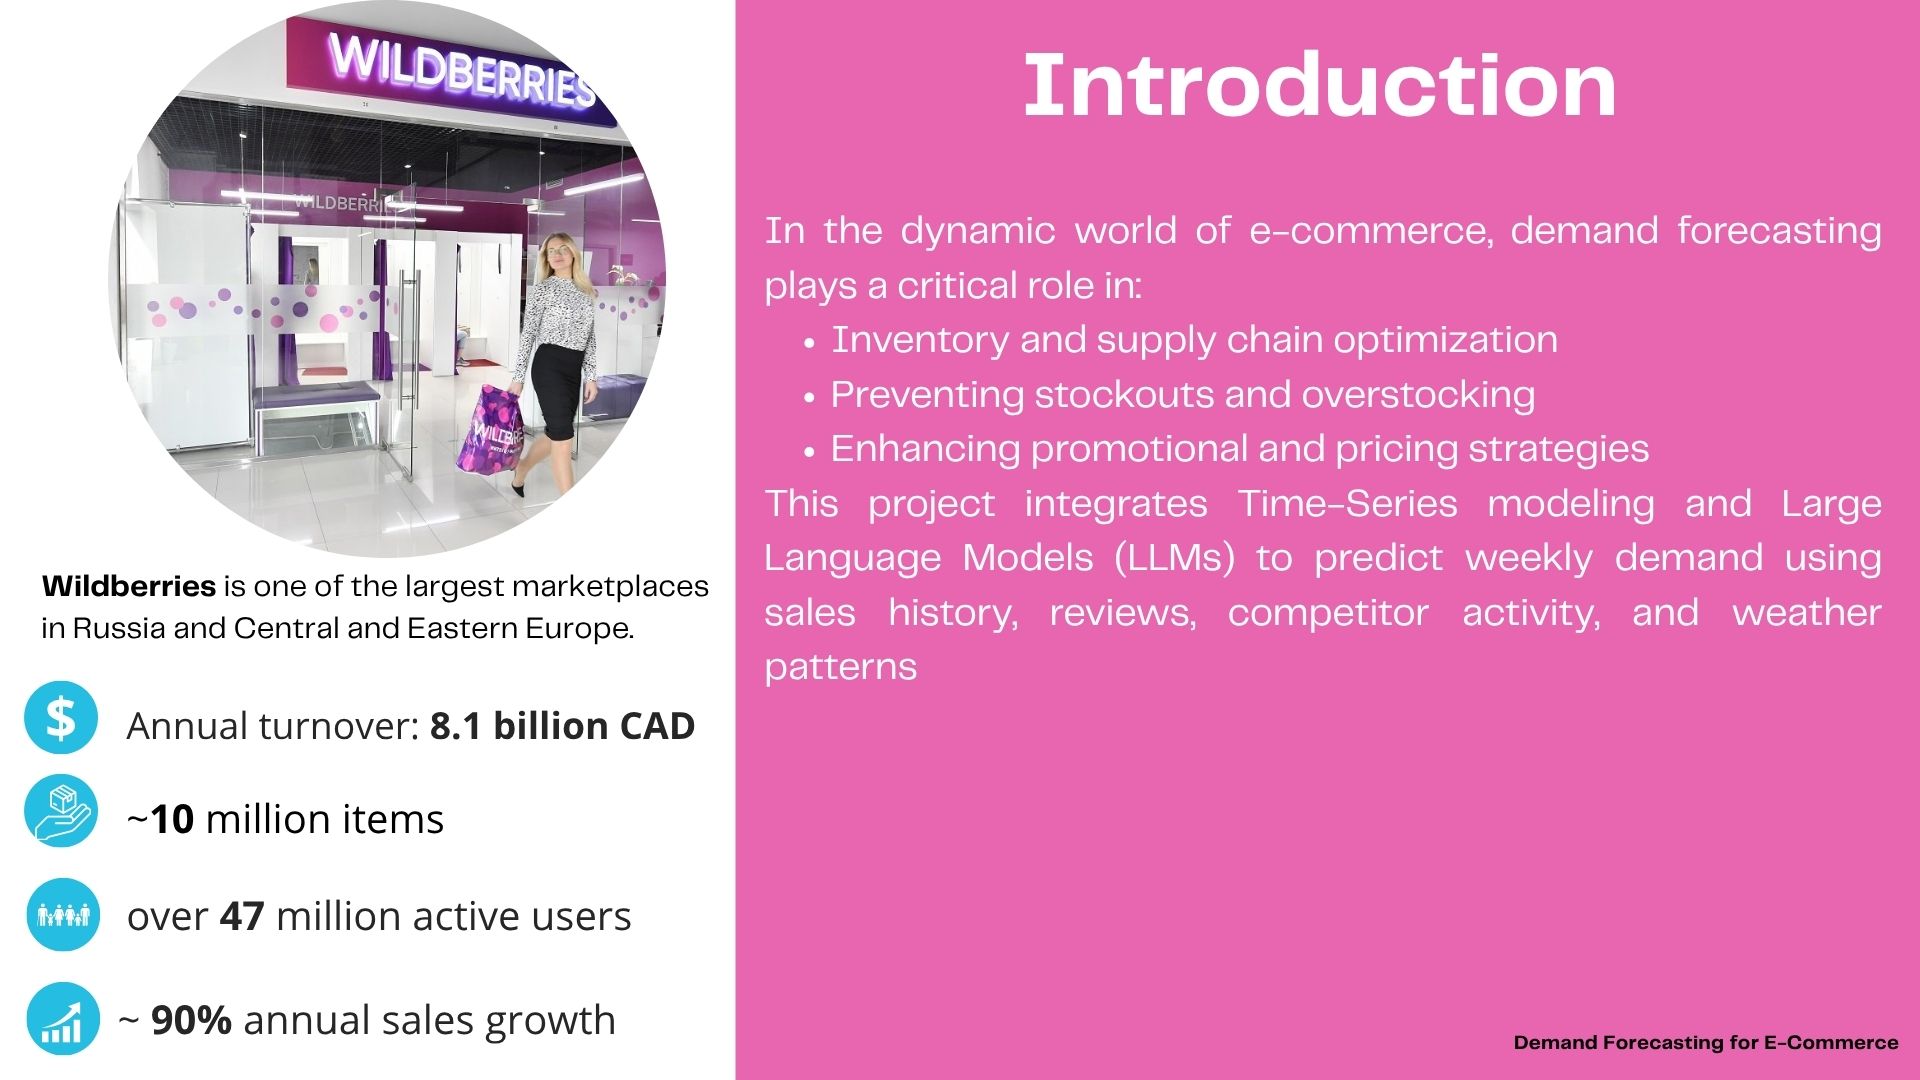 WILDBERRIES
WILDBERRI
WILDBER
Wildberries is one of the largest marketplaces
in Russia and Central and Eastern Europe.
$
Annual turnover: 8.1 billion CAD
~10 million items
over 47 million active users
~ 90% annual sales growth
Introduction
In the dynamic world of e-commerce, demand forecasting
plays a critical role in:
• Inventory and supply chain optimization
• Preventing stockouts and overstocking
• Enhancing promotional and pricing strategies
This project integrates Time-Series modeling and Large
Language Models (LLMs) to predict weekly demand using
sales history, reviews, competitor activity, and weather
patterns
Demand Forecasting for E-Commerce